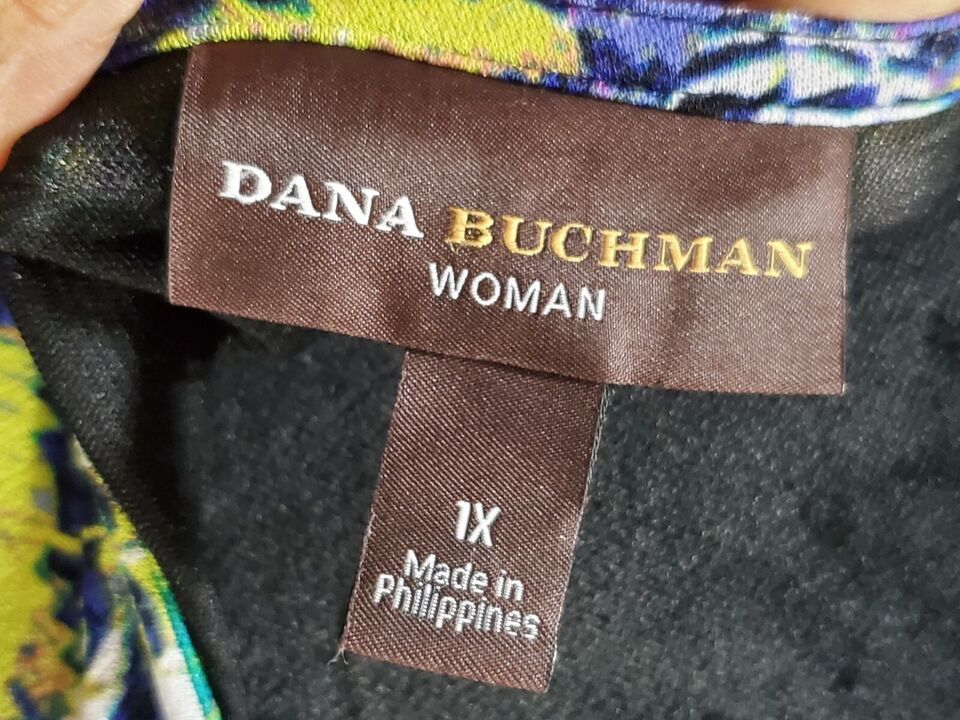 DANA BUCHMAN
WOMAN
1X
Made in
Philippines